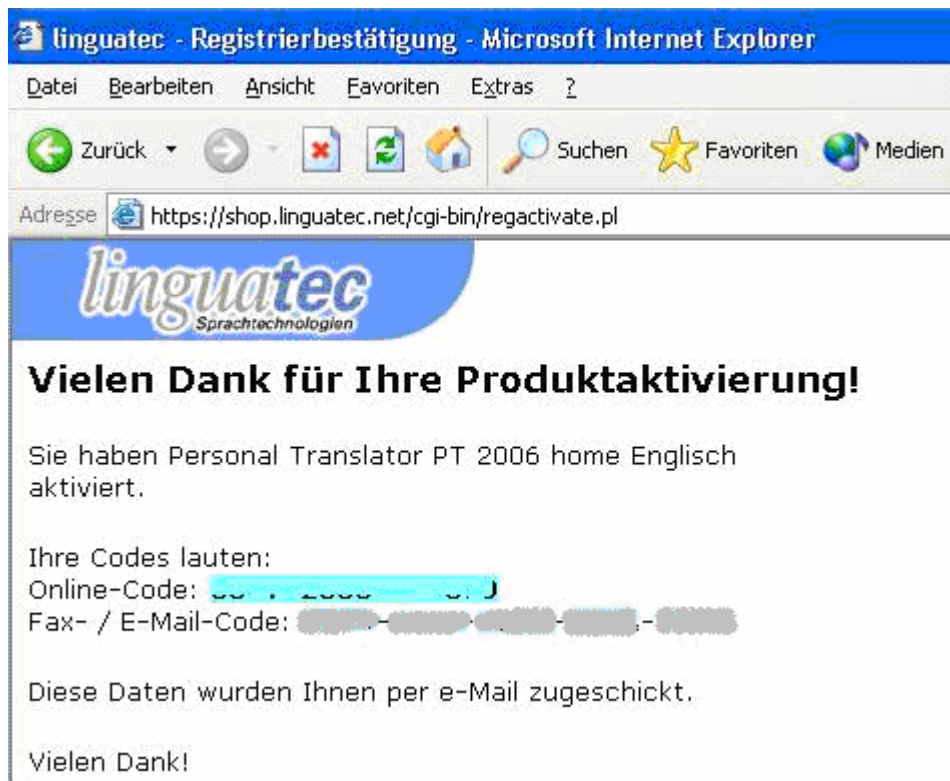 linguatec - Registrierbestätigung - Microsoft Internet Explorer
Datei Bearbeiten Ansicht Favoriten Extras ?
Zurück Suchen Favoriten Medien
Adresse https://shop.linguatec.net/cgi-bin/regactivate.pl
linguatec
Sprachtechnologien
Vielen Dank für Ihre Produktaktivierung!
Sie haben Personal Translator PT 2006 home Englisch
aktiviert.
Ihre Codes lauten:
Online-Code:
Fax- / E-Mail-Code:
Diese Daten wurden Ihnen per e-Mail zugeschickt.
Vielen Dank!